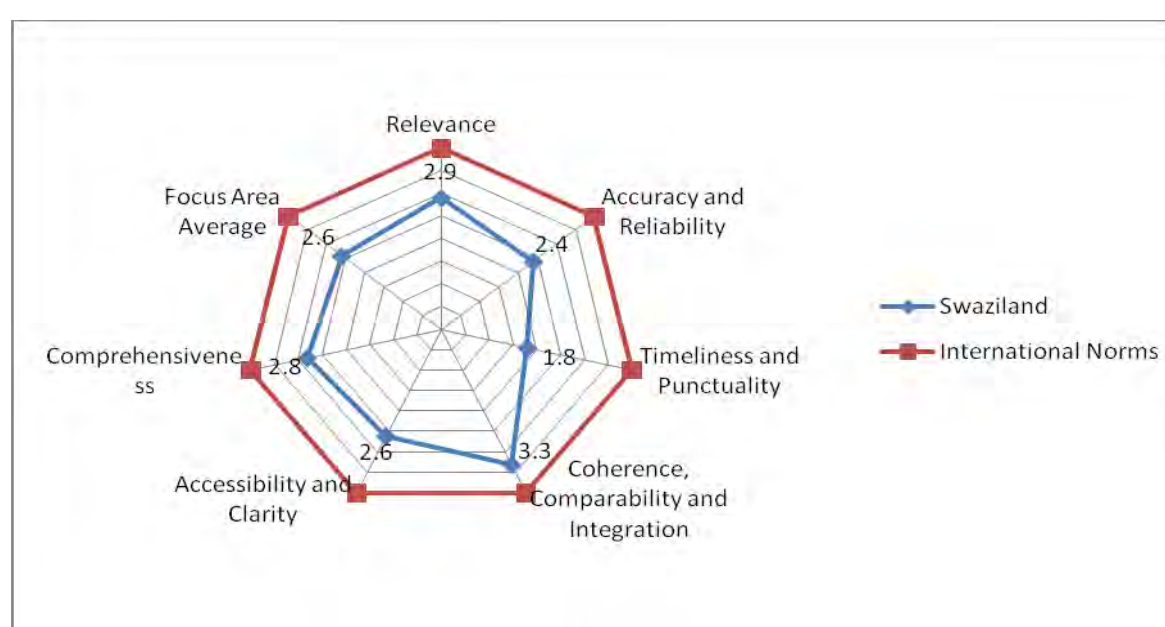 Relevance
2.9
Focus Area
Average
2.6
Accuracy and
Reliability
2.4
Swaziland
International Norms
Comprehensivene
ss
2.8
Timeliness and
Punctuality
1.8
Accessibility and
Clarity
2.6
3.3
Coherence,
Comparability and
Integration